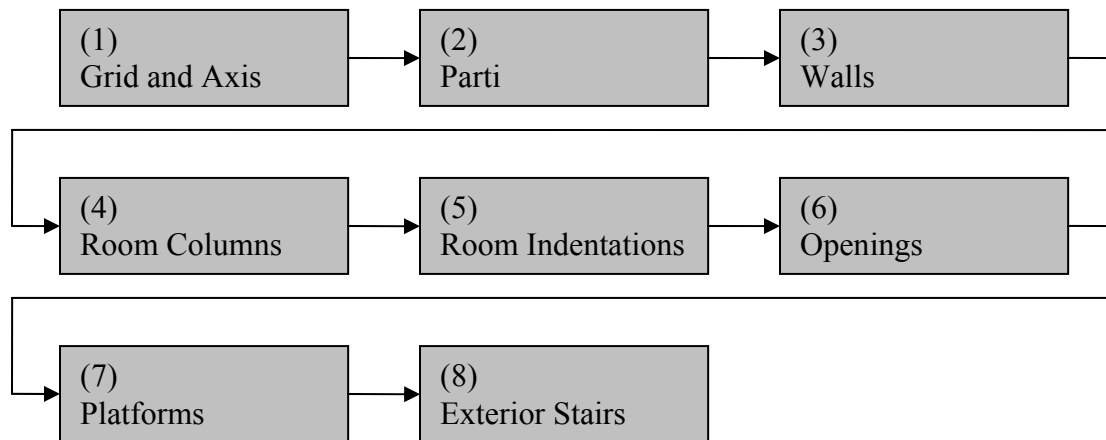 (1)
Grid and Axis
(2)
Parti
(3)
Walls
(4)
Room Columns
(5)
Room Indentations
(6)
Openings
(7)
Platforms
(8)
Exterior Stairs